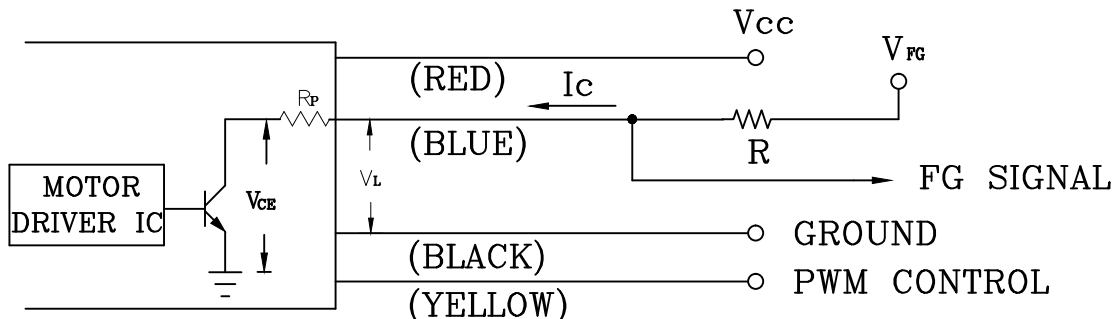 Vcc
VFG
(RED)
Ic
RP
(BLUE)
R
VL
MOTOR
DRIVER IC
VCE
FG SIGNAL
GROUND
(BLACK)
PWM CONTROL
(YELLOW)